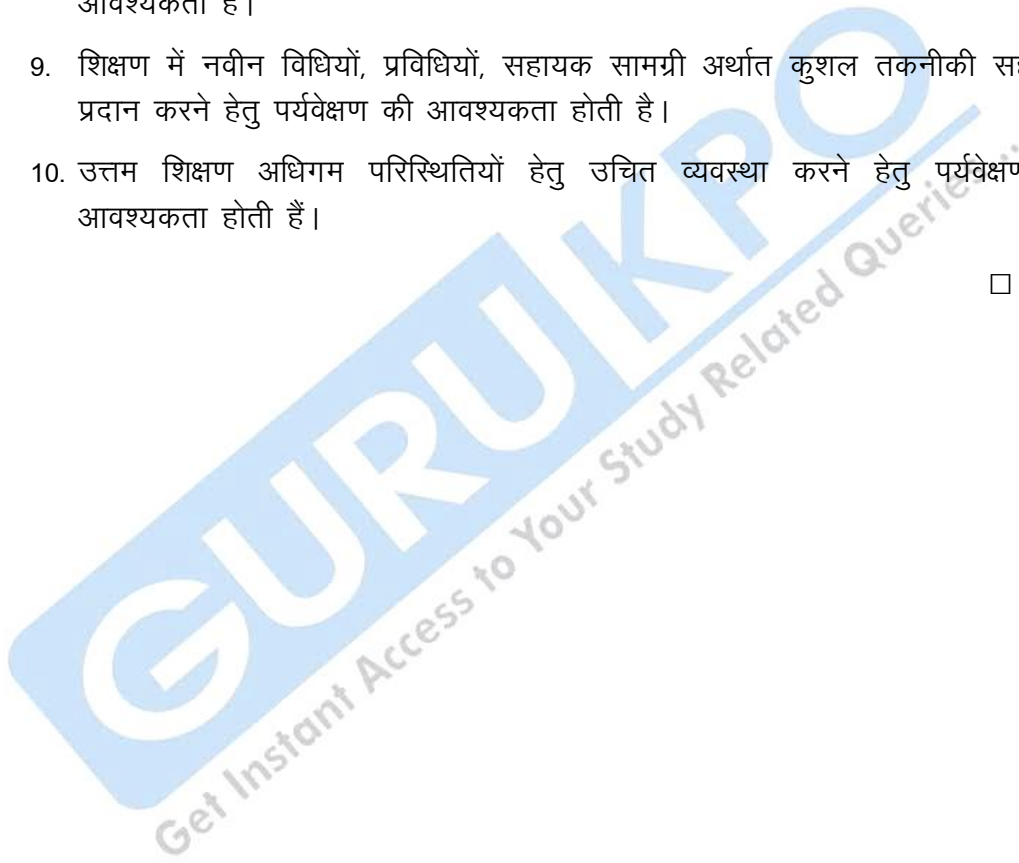 आवश्यकता है।
9. शिक्षण में नवीन विधियों, प्रविधियों, सहायक सामग्री अर्थात कुशल तकनीकी
प्रदान करने हेतु पर्यवेक्षण की आवश्यकता होती है।
10. उत्तम शिक्षण अधिगम परिस्थितियों हेतु उचित व्यवस्था करने हेतु पर्यवेक्षण
आवश्यकता होती हैं।
□
GURUKPO
Get Instant Access to Your Study Related Queries